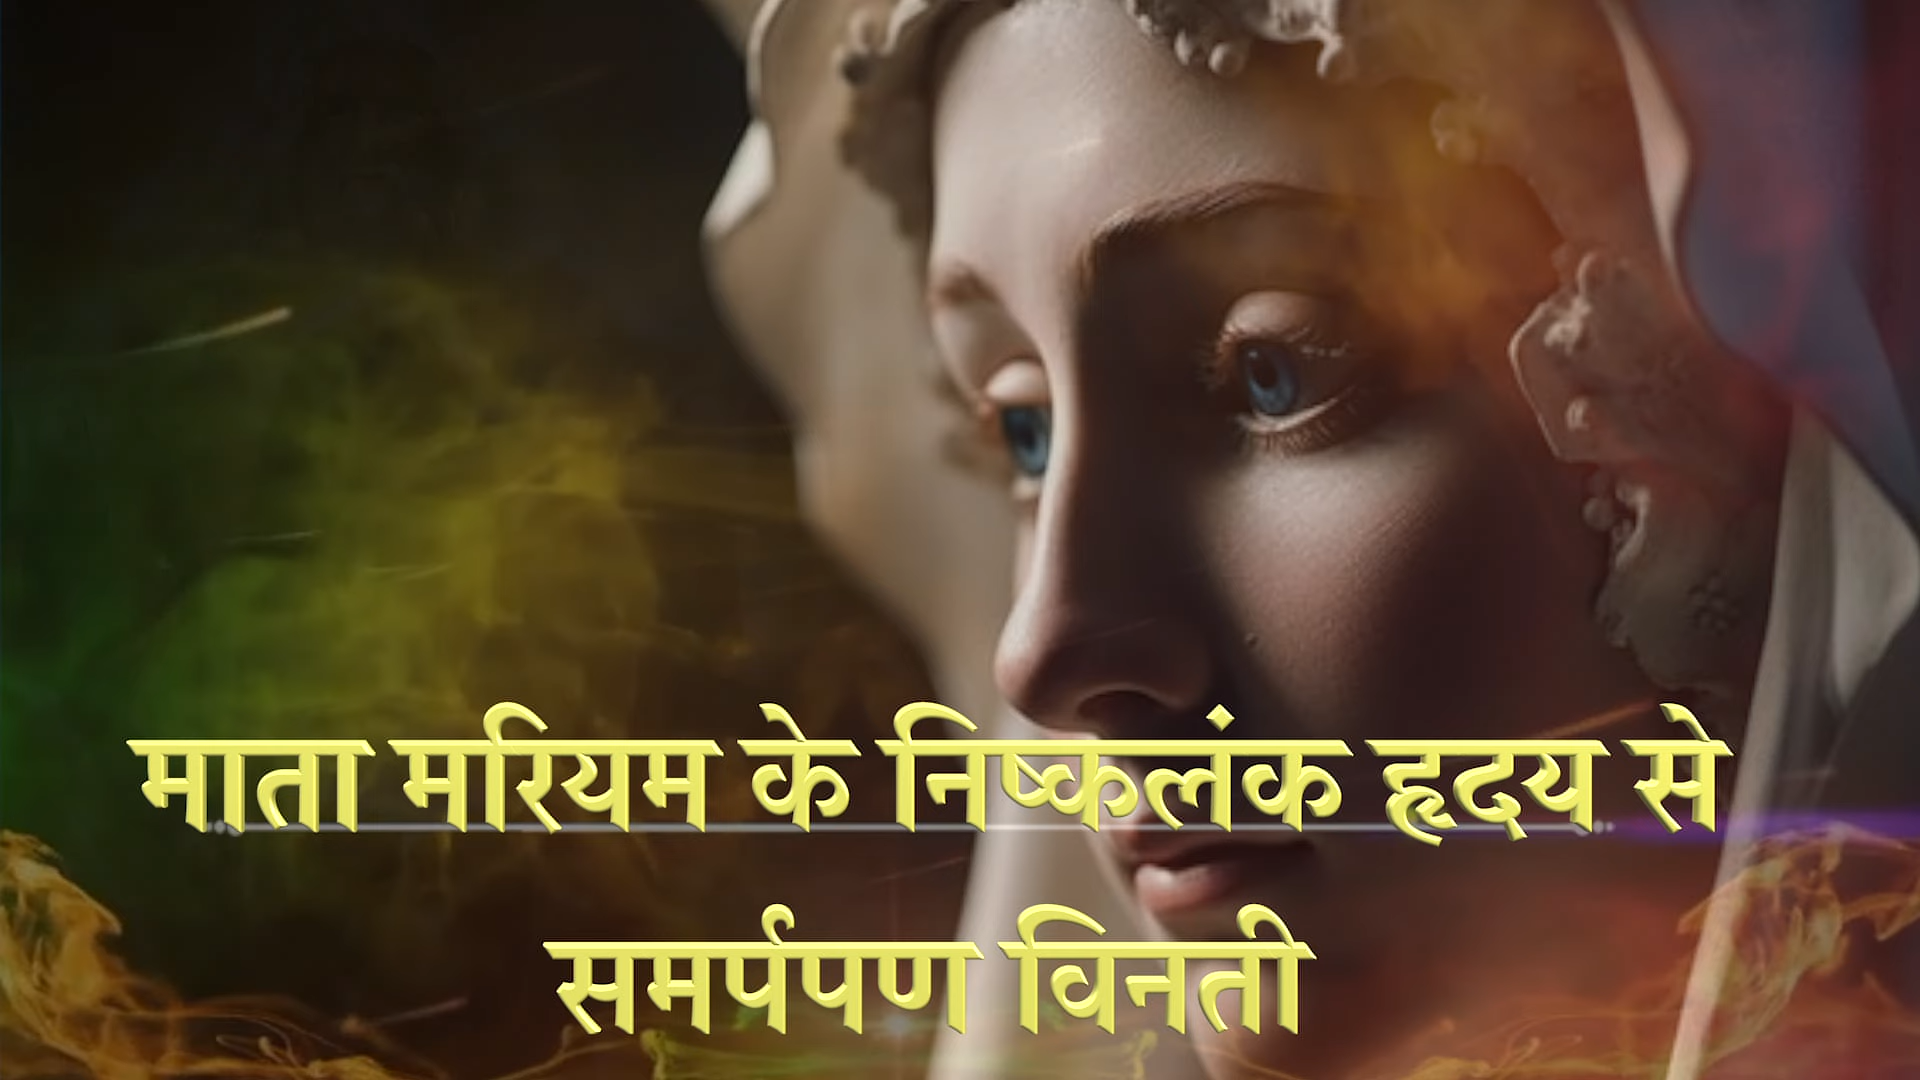 माता मरियम के निष्कलंक हृदय से
समर्पपण विनती